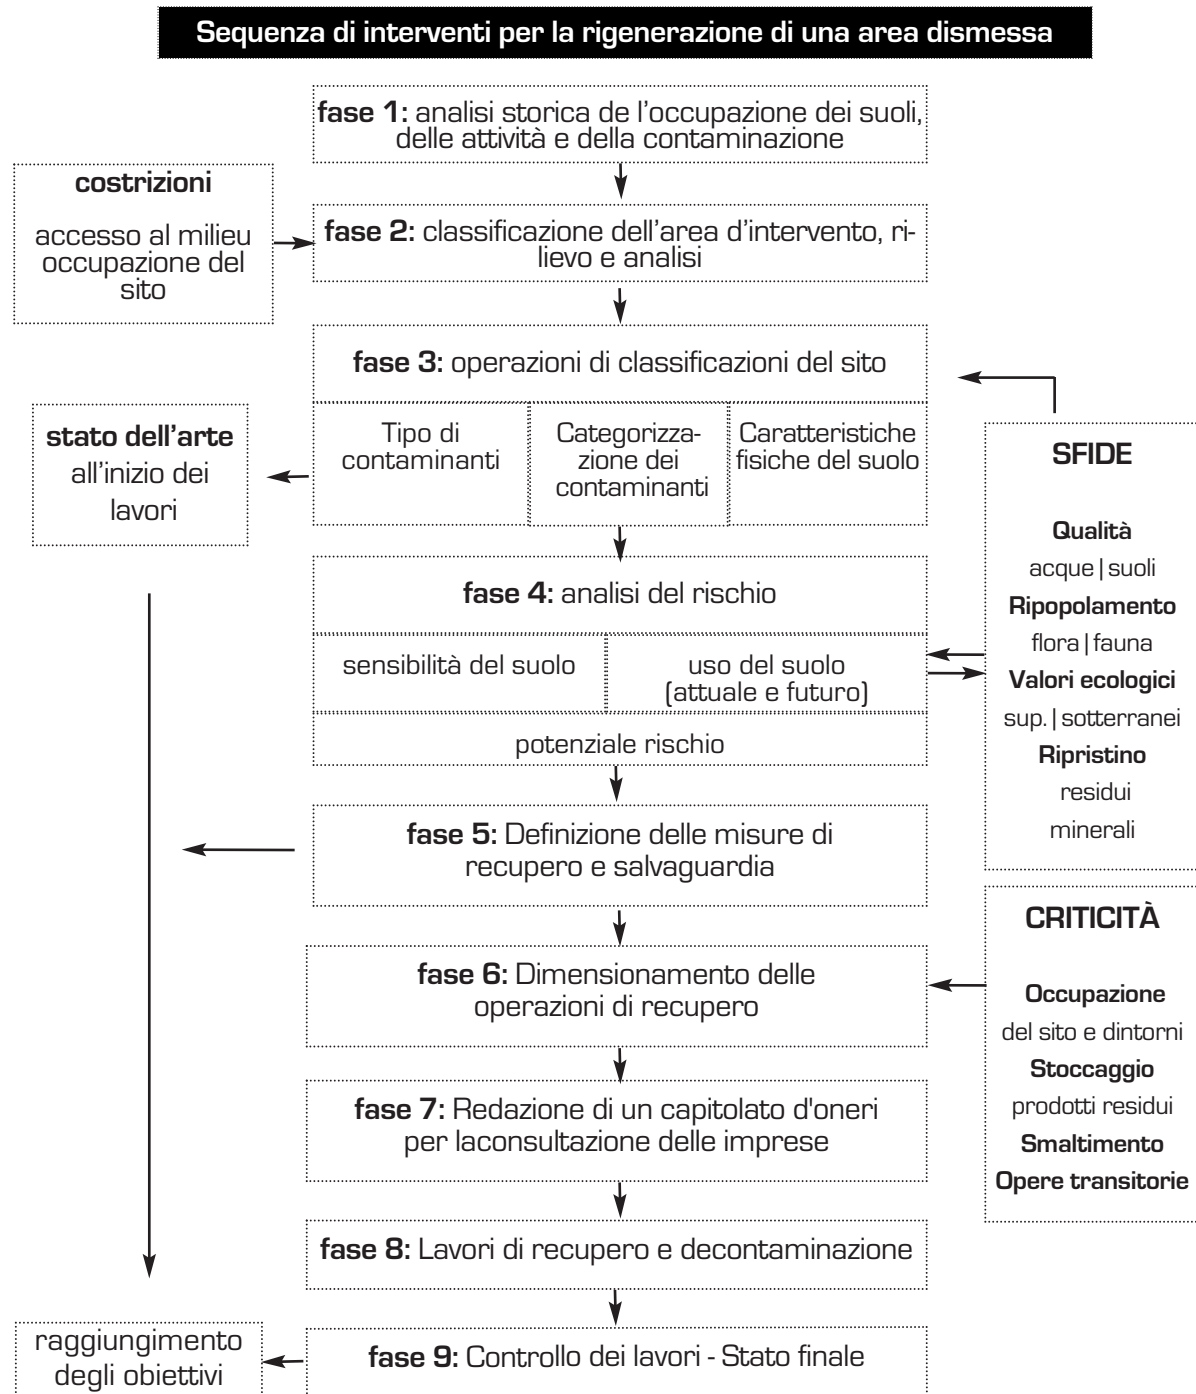 Sequenza di interventi per la rigenerazione di una area dismessa
fase 1: analisi storica de l'occupazione dei suoli,
delle attività e della contaminazione
costrizioni
accesso al milieu
occupazione del
sito
fase 2: classificazione dell'area d'intervento, ri-
lievo e analisi
fase 3: operazioni di classificazioni del sito
Tipo di
contaminanti
Categorizza-
zione dei
contaminanti
Caratteristiche
fisiche del suolo
stato dell'arte
all'inizio dei
lavori
SFIDE
Qualità
acque|suoli
Ripopolamento
flora|fauna
Valori ecologici
sup.|sotterranei
Ripristino
residui
minerali
fase 4: analisi del rischio
sensibilità del suolo
uso del suolo
(attuale e futuro)
potenziale rischio
fase 5: Definizione delle misure di
recupero e salvaguardia
CRITICITÀ
Occupazione
del sito e dintorni
Stoccaggio
prodotti residui
Smaltimento
Opere transitorie
fase 6: Dimensionamento delle
operazioni di recupero
fase 7: Redazione di un capitolato d'oneri
per laconsultazione delle imprese
fase 8: Lavori di recupero e decontaminazione
fase 9: Controllo dei lavori - Stato finale
raggiungimento
degli obiettivi